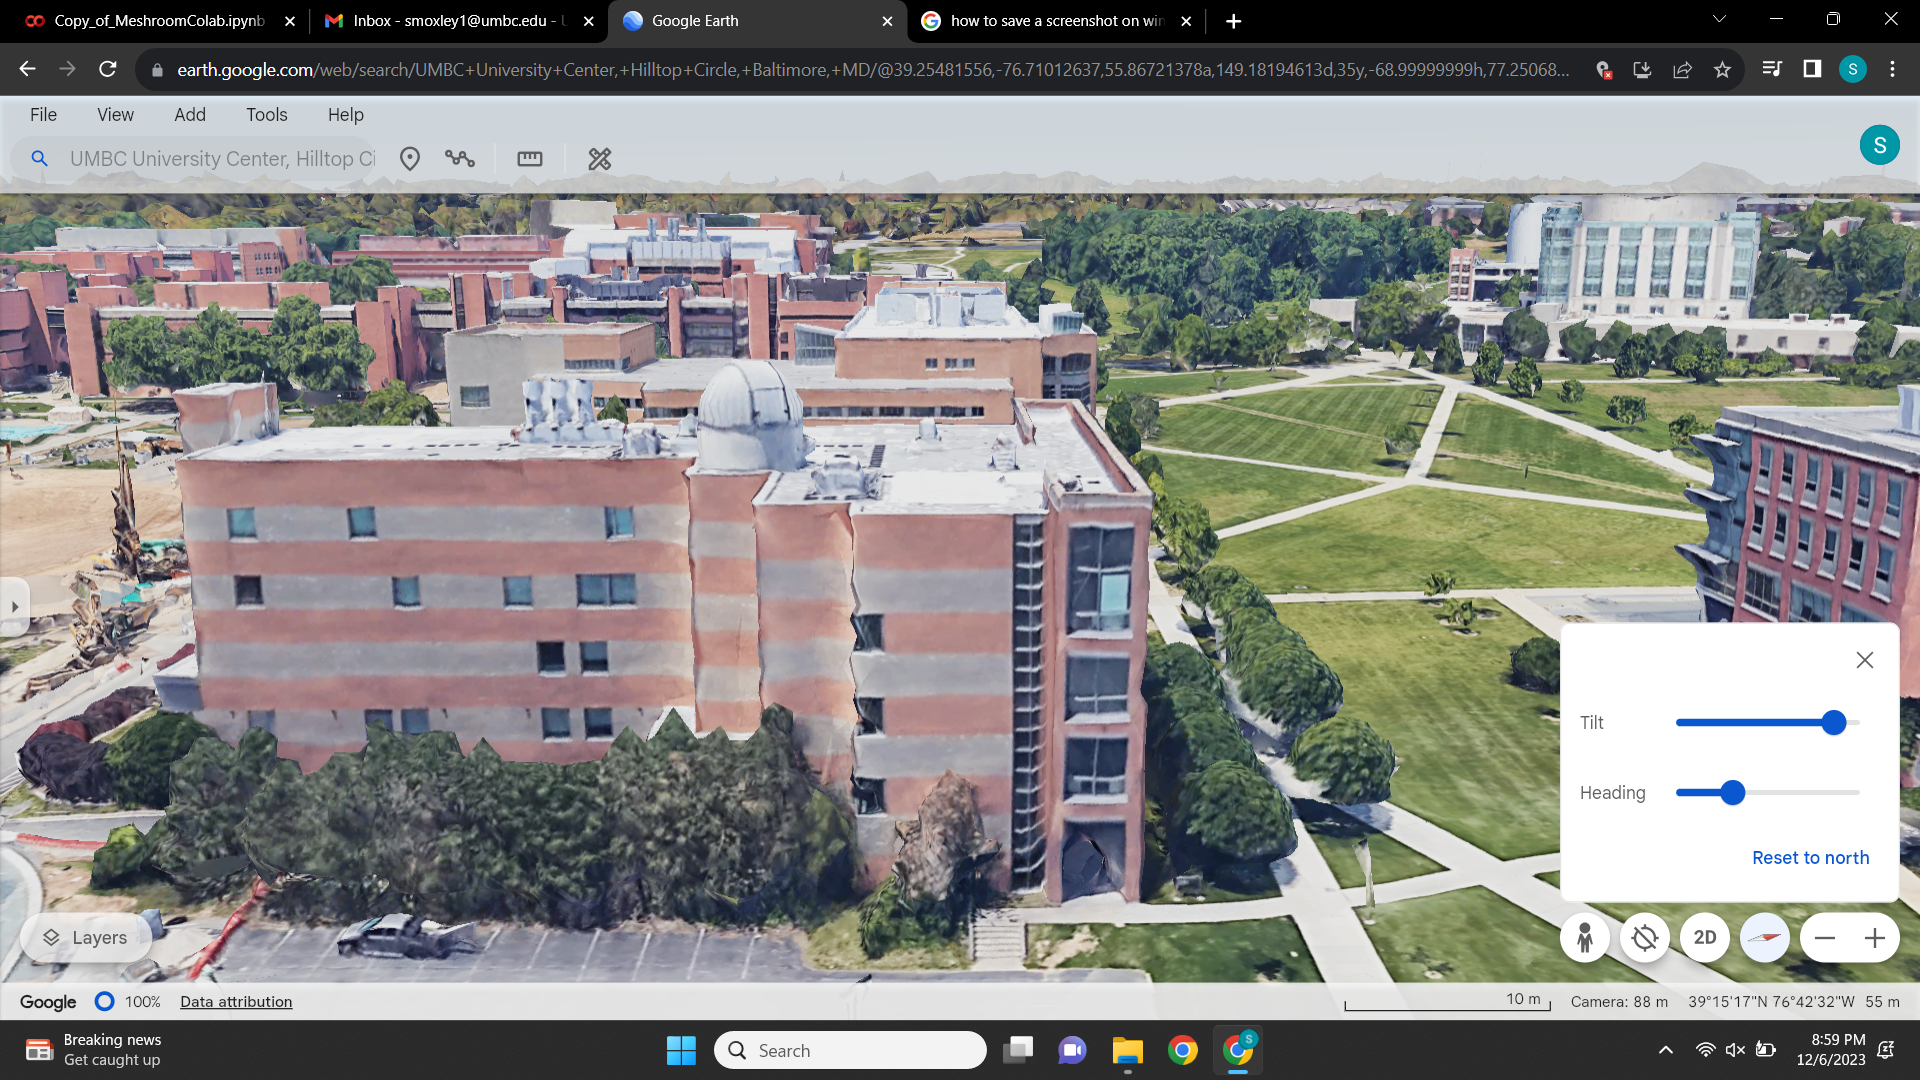 Copy_of_MeshroomColab.ipynb
Inbox - smoxley1@umbc.edu - U
Google Earth
how to save a screenshot on win
earth.google.com/web/search/UMBC+University+Center,+Hilltop+Circle,+Baltimore,+MD/@39.25481556,-76.71012637,55.86721378a,149.18194613d,35y,-68.99999999h,77.25068...
S
File View Add Tools Help
UMBC University Center, Hilltop Ci
S
Tilt
Heading
Reset to north
Layers
2D
Google 100% Data attribution
10 m Camera: 88 m 39°15'17"N 76°42'32"W 55 m
Breaking news
Get caught up
Search
S
8:59 PM
12/6/2023